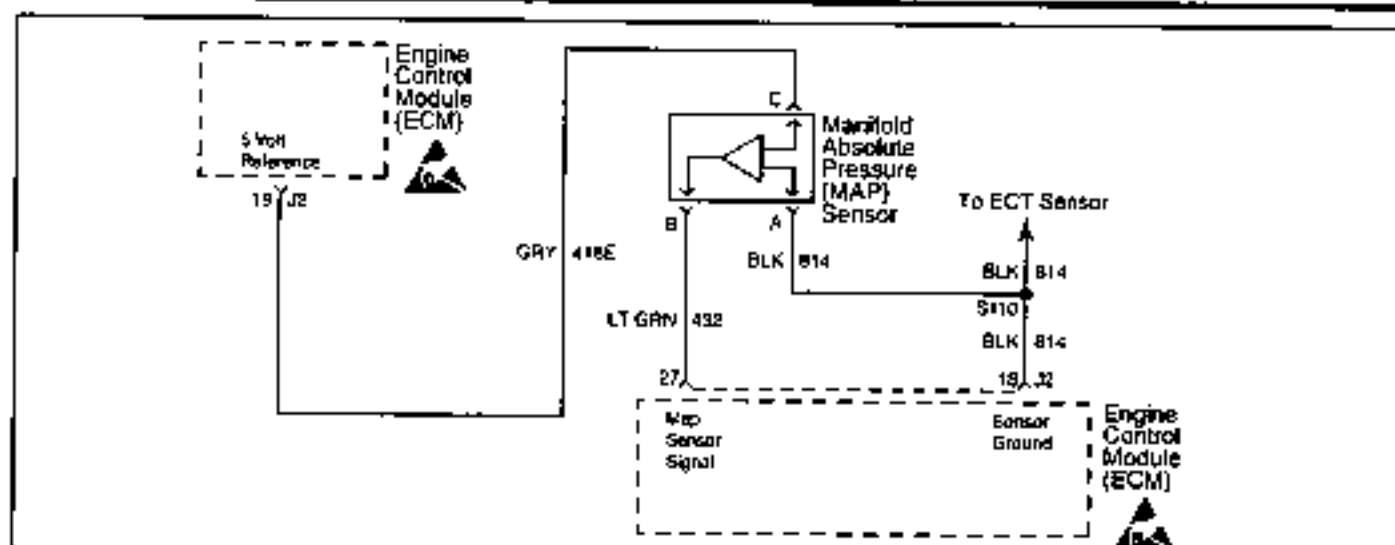 Engine
Control
Module
(ECM)
5 Volt
Reference
19 J2
C
Manifold
Absolute
Pressure
(MAP)
Sensor
B
A
To ECT Sensor
GRY
BLK 814
BLK 814
S110
LT GRN 432
BLK 814
27
J2
Map
Sensor
Signal
Sensor
Ground
Engine
Control
Module
(ECM)